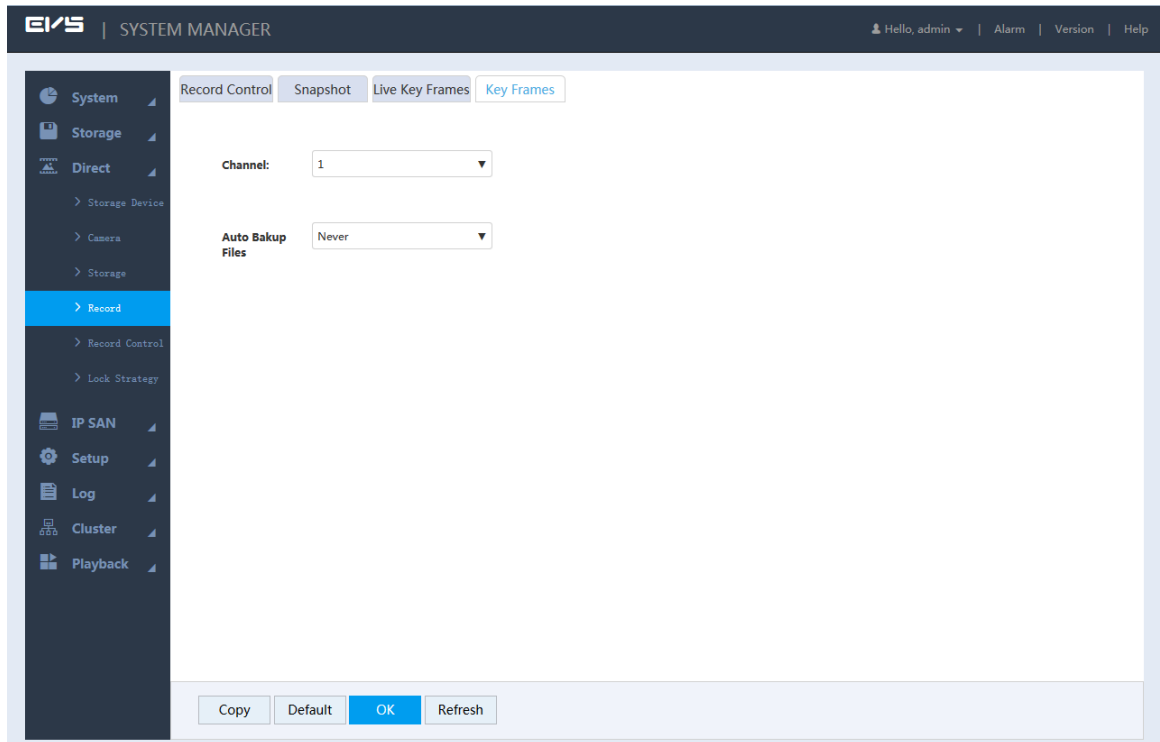 EVS | SYSTEM MANAGER
Hello, admin | Alarm | Version | Help
System
Storage
Direct
> Storage Device
> Camera
> Storage
> Record
> Record Control
> Lock Strategy
IP SAN
Setup
Log
Cluster
Playback
Record Control Snapshot Live Key Frames Key Frames
Channel: 1
Auto Bakup Never
Files
Copy Default OK Refresh